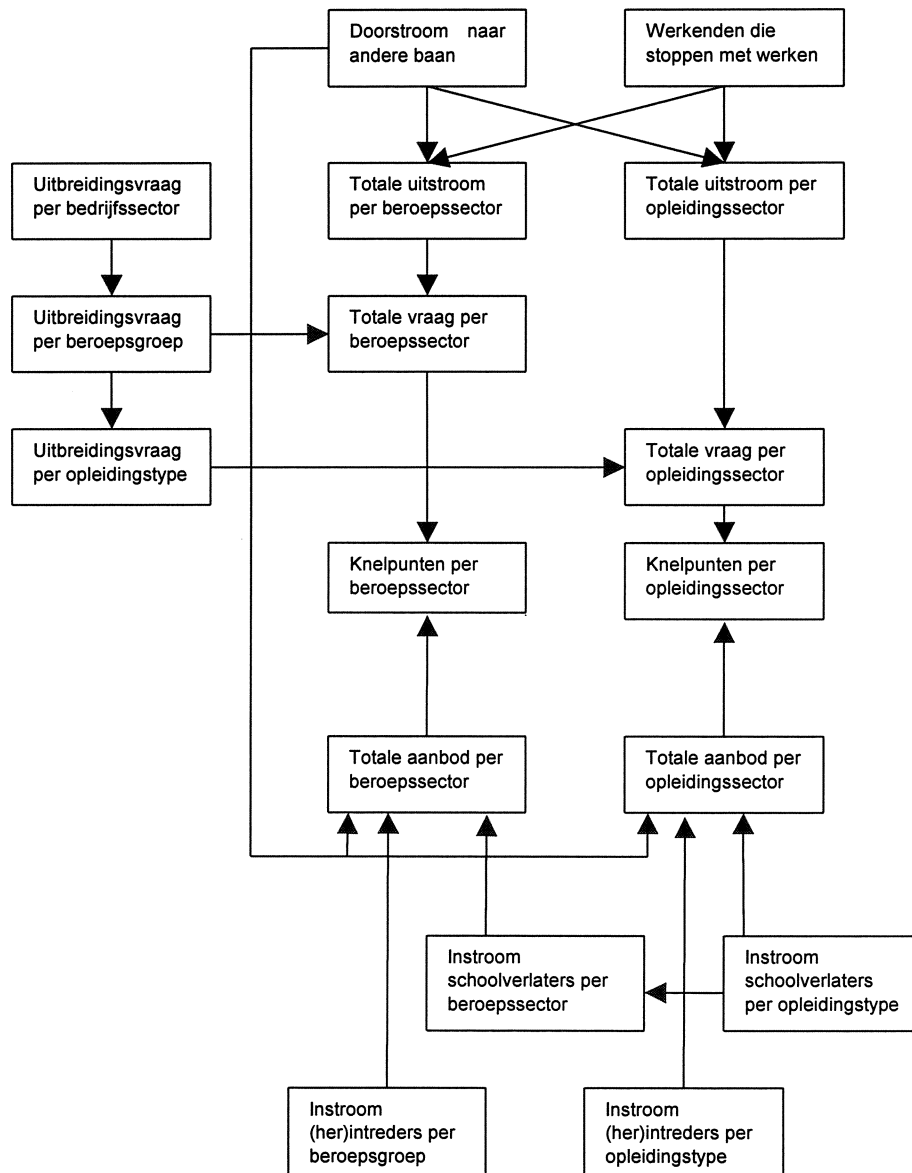 Doorstroom naar
andere baan
Werkenden die
stoppen met werken
Uitbreidingsvraag
per bedrijfssector
Totale uitstroom
per beroepssector
Totale uitstroom per
opleidingssector
Uitbreidingsvraag
per beroepsgroep
Totale vraag per
beroepssector
Uitbreidingsvraag
per opleidingstype
Totale vraag per
opleidingssector
Knelpunten per
beroepssector
Knelpunten per
opleidingssector
Totale aanbod per
beroepssector
Totale aanbod per
opleidingssector
Instroom
schoolverlaters per
beroepssector
Instroom
schoolverlaters
per opleidingstype
Instroom
(her)intreders per
beroepsgroep
Instroom
(her)intreders per
opleidingstype